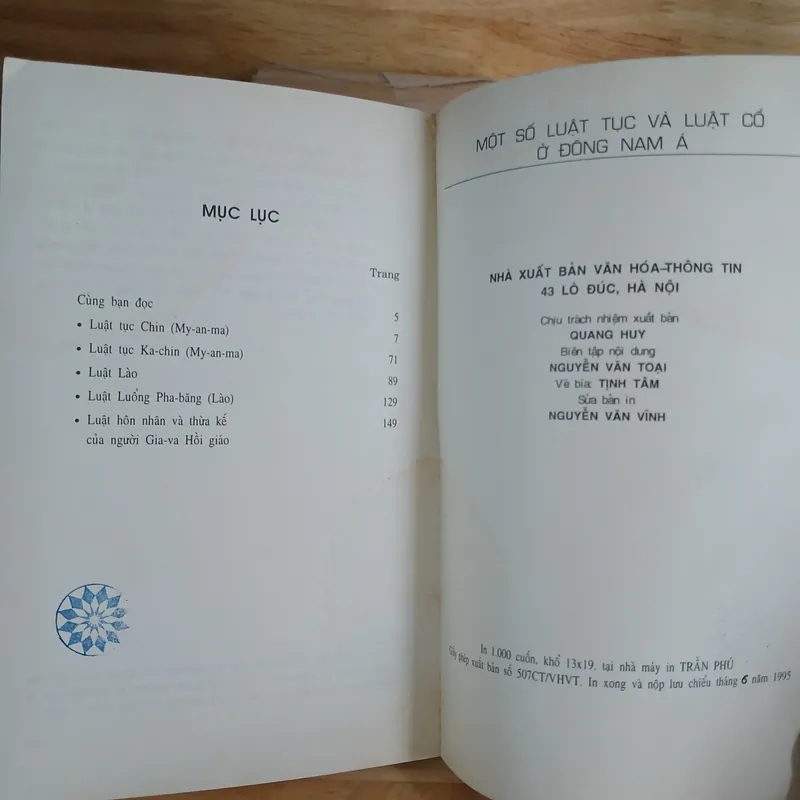 MỤC LỤC
Trang
Cùng bạn đọc 5
• Luật tục Chin (My-an-ma) 7
• Luật tục Ka-chin (My-an-ma) 71
• Luật Lào 89
• Luật Luổng Pha-băng (Lào) 129
• Luật hôn nhân và thừa kế 149
của người Gia-va Hồi giáo
MỘT SỐ LUẬT TỤC VÀ LUẬT CỔ
Ở ĐÔNG NAM Á
NHÀ XUẤT BẢN VĂN HÓA-THÔNG TIN
43 LÒ ĐÚC, HÀ NỘI
Chịu trách nhiệm xuất bản
QUANG HUY
Biên tập nội dung
NGUYỄN VĂN TOẠI
Vẽ bìa: TỊNH TÂM
Sửa bản in
NGUYỄN VĂN VĨNH
In 1.000 cuốn, khổ 13x19, tại nhà máy in TRẦN PHÚ
Giấy phép xuất bản số 507CT/VHVT. In xong và nộp lưu chiểu tháng 6 năm 1995